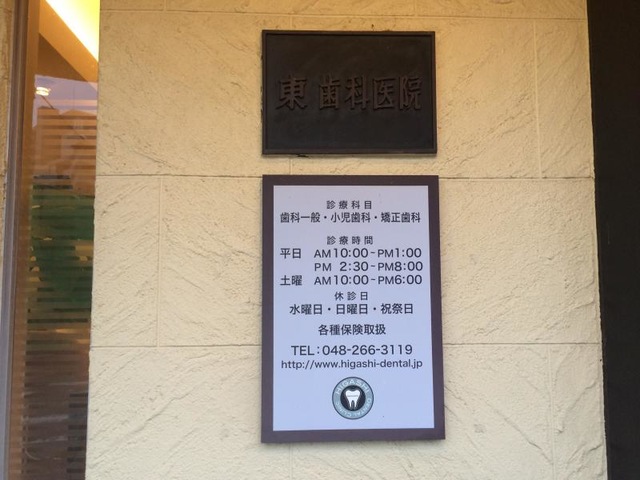 東歯科医院
診療科目
歯科一般・小児歯科・矯正歯科
診療時間
平日 AM10:00-PM1:00
PM 2:30-PM8:00
土曜 AM10:00-PM6:00
休診日
水曜日・日曜日・祝祭日
各種保険取扱
TEL:048-266-3119
http://www.higashi-dental.jp
HIGASHI